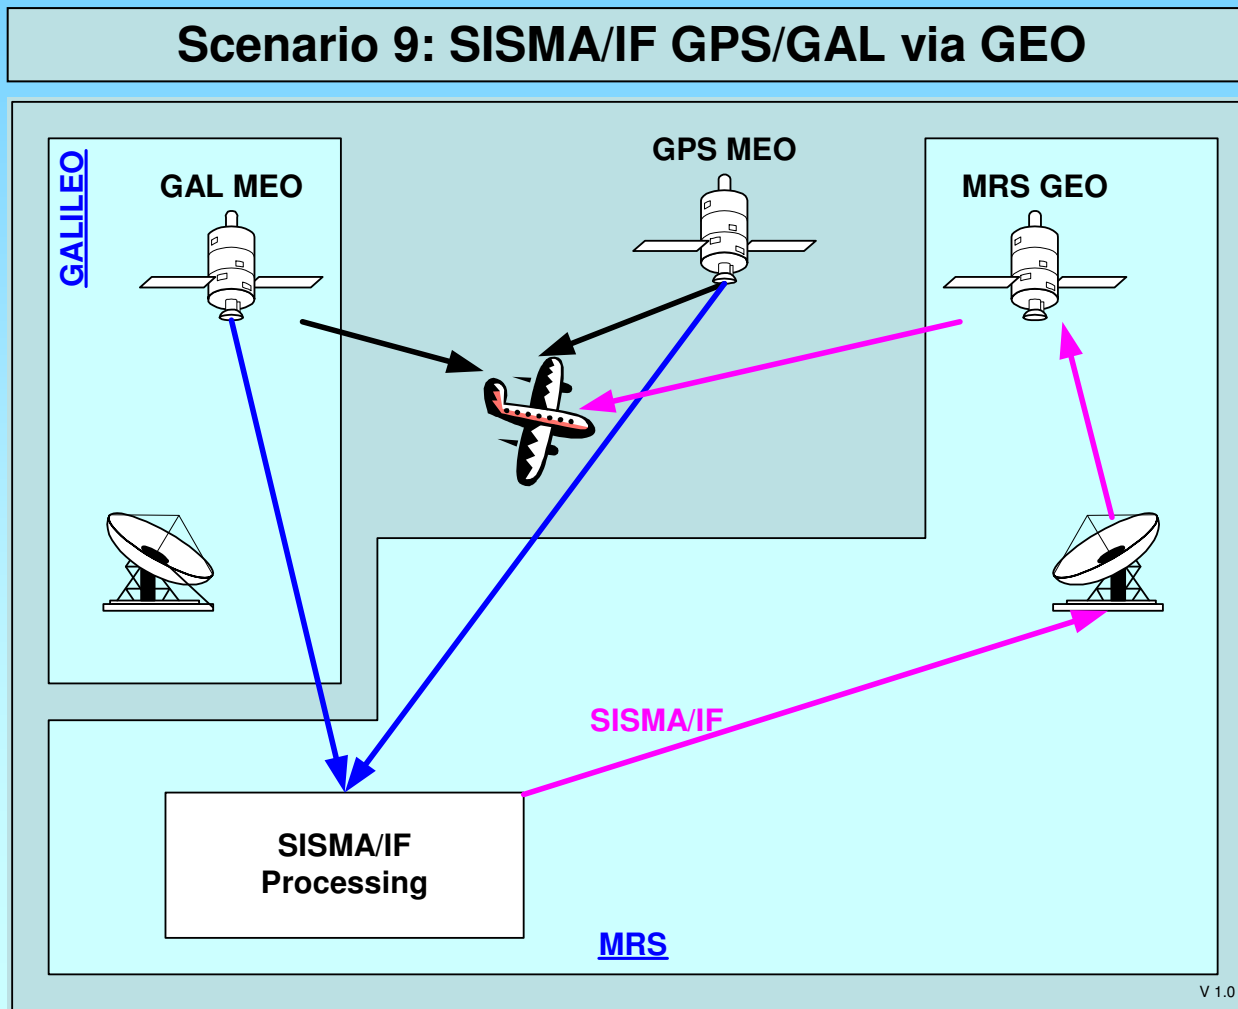 Scenario 9: SISMA/IF GPS/GAL via GEO
GALILEO
GAL MEO
GPS MEO
MRS GEO
SISMA/IF
SISMA/IF
Processing
MRS
V 1.0